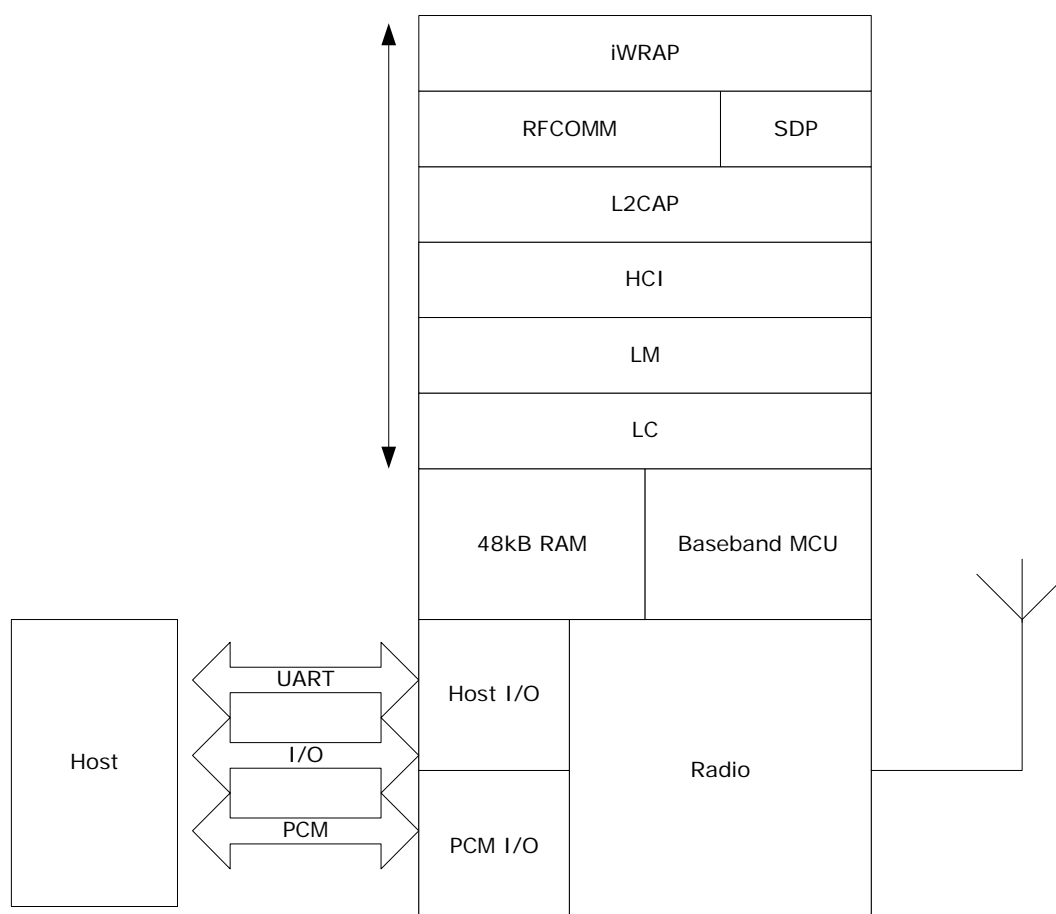 iWRAP
RFCOMM
SDP
L2CAP
HCI
LM
LC
48kB RAM
Baseband MCU
UART
Host I/O
I/O
Host
Radio
PCM
PCM I/O